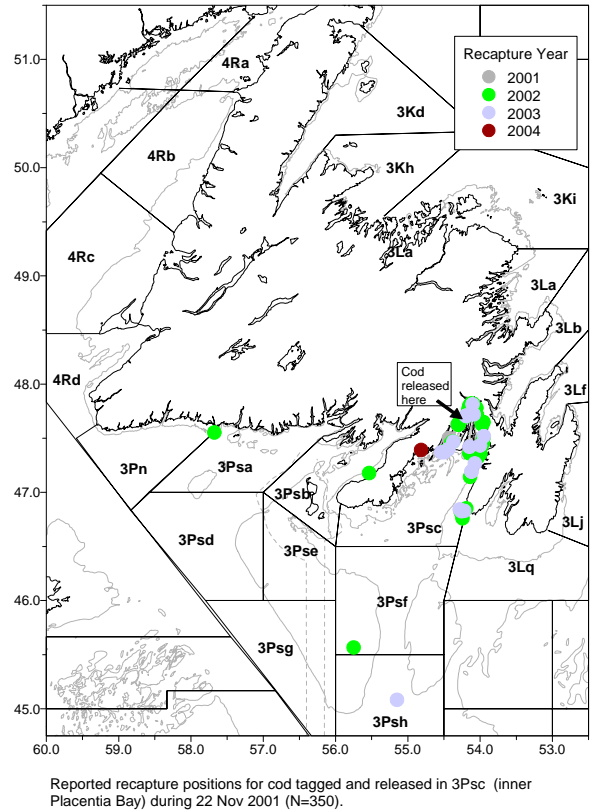 51.0
50.0
49.0
48.0
47.0
46.0
45.0
60.0
59.0
58.0
57.0
56.0
55.0
54.0
53.0
Recapture Year
2001
2002
2003
2004
4Ra
3Kd
4Rb
3Kh
3Ki
3La
4Rc
3La
3Lb
4Rd
3Lf
Cod
released
here
3Pn
3Psa
3Psb
3Psc
3Lj
3Psd
3Pse
3Lq
3Psf
3Psg
3Psh
Reported recapture positions for cod tagged and released in 3Psc (inner
Placentia Bay) during 22 Nov 2001 (N=350).